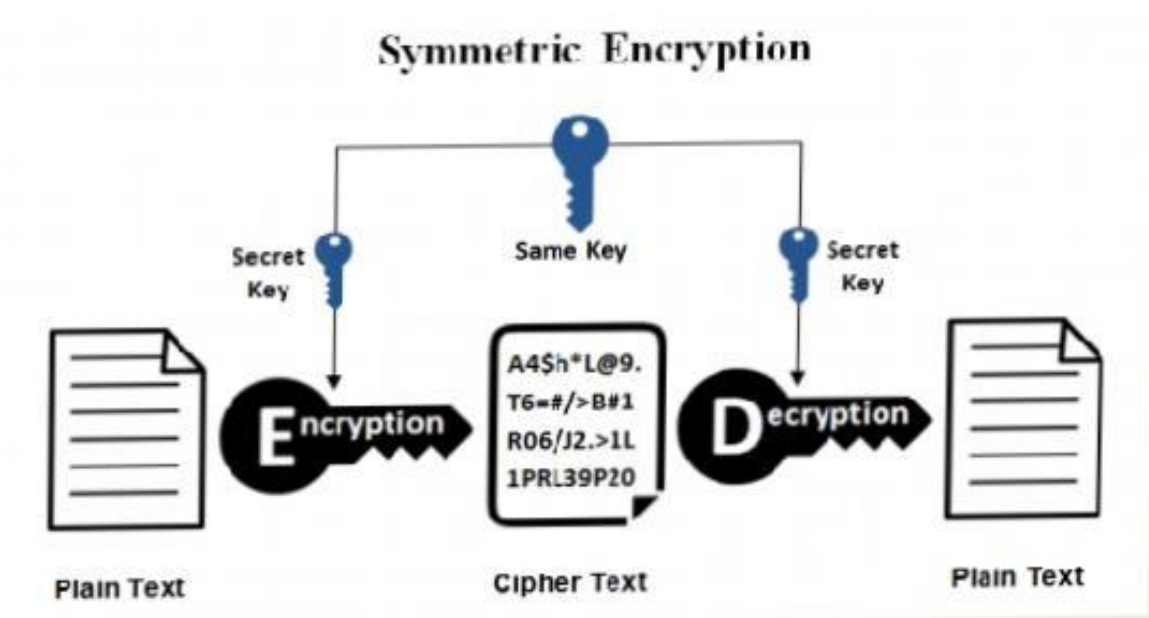 Symmetric Encryption
Same Key
Secret
Key
Secret
Key
Encryption
A4$h*L@9.
T6=#/>B#1
R06/J2.>1L
1PRL39P20
Decryption
Plain Text
Cipher Text
Plain Text